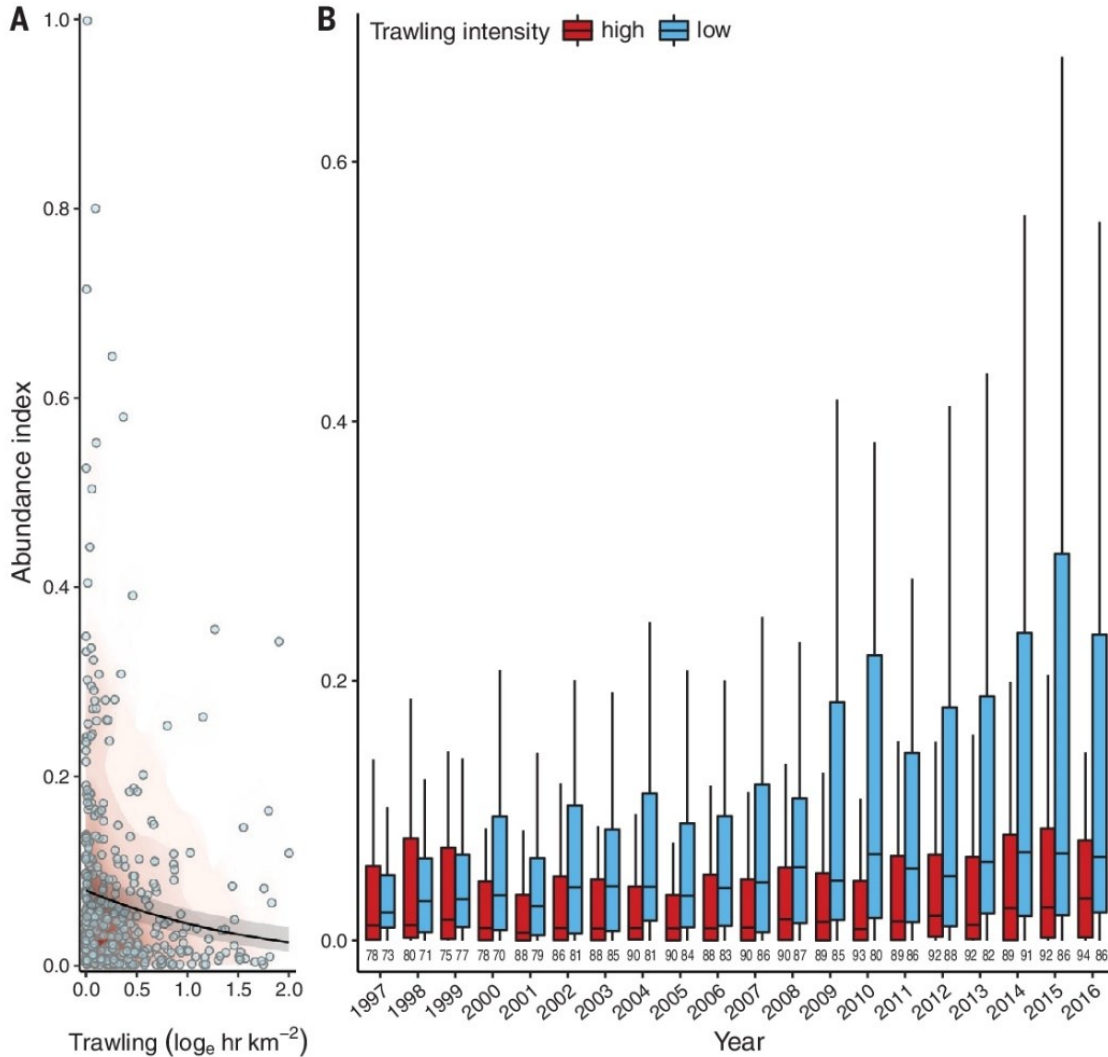 A
Abundance index
1.0
0.8
0.6
0.4
0.2
0.0
0.0 0.5 1.0 1.5 2.0
Trawling (logₑ hr km⁻²)
B
Trawling intensity high low
0.6
0.4
0.2
0.0
78 73 80 71 75 77 78 70 88 79 86 81 88 85 90 81 90 84 88 83 90 86 90 87 89 85 93 80 89 86 92 88 92 82 89 91 92 86 94 86
1997 1998 1999 2000 2001 2002 2003 2004 2005 2006 2007 2008 2009 2010 2011 2012 2013 2014 2015 2016
Year